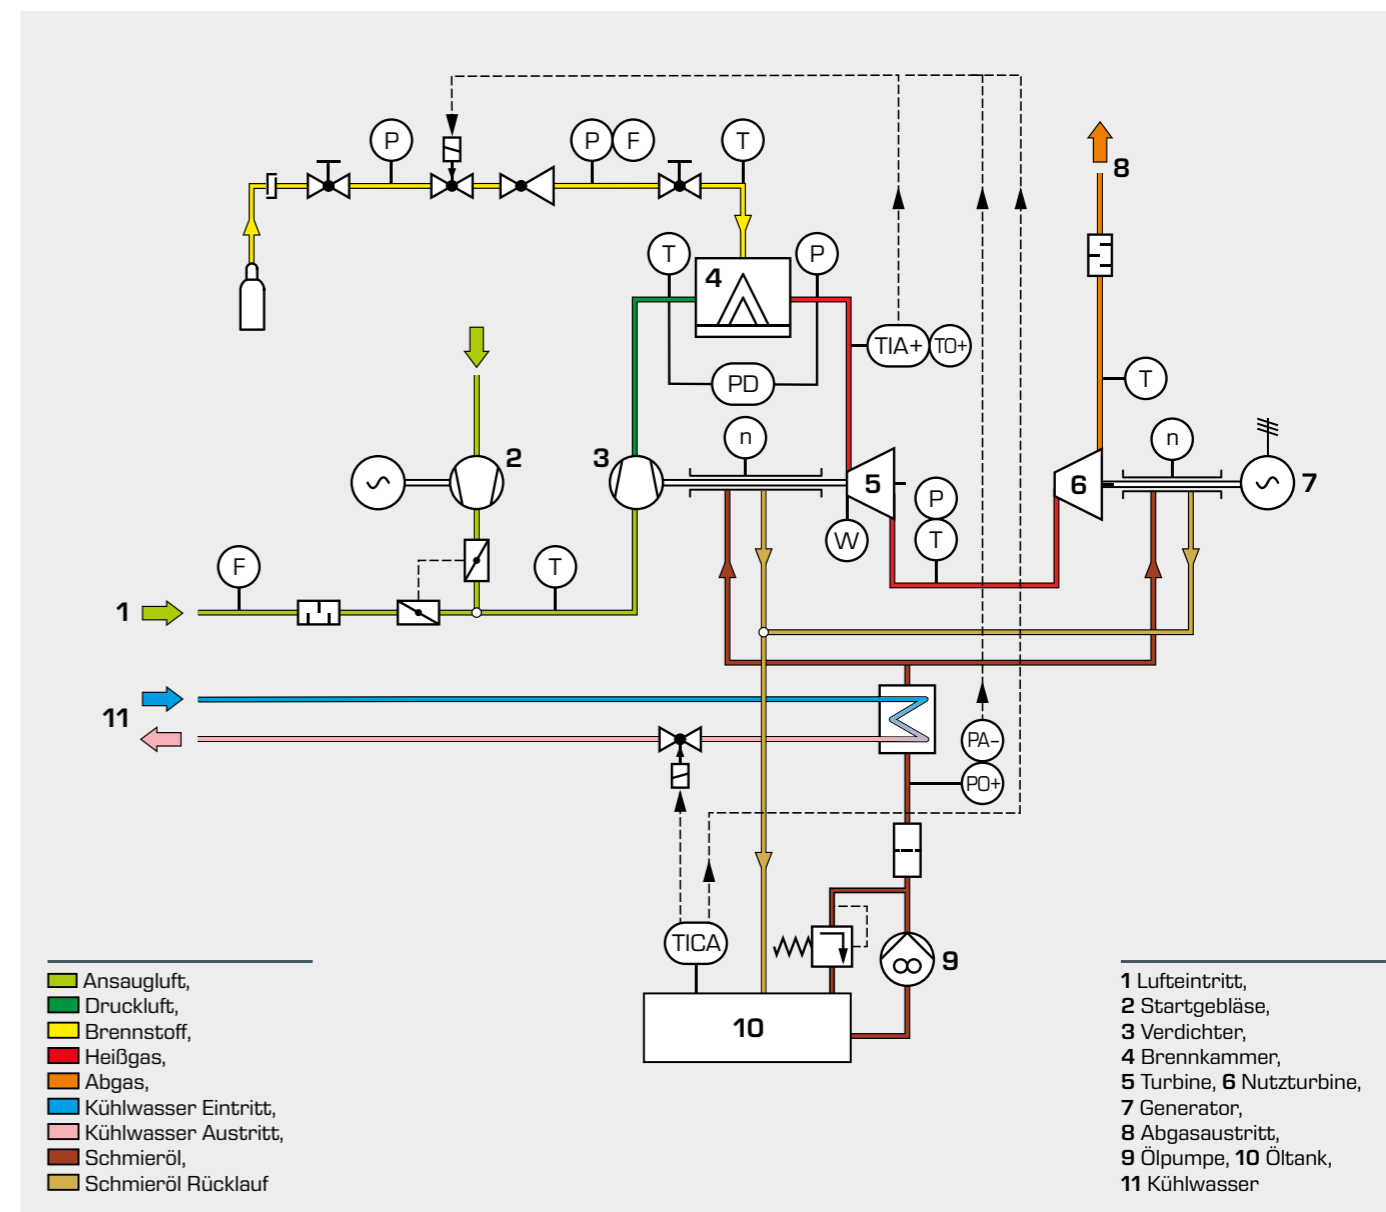 P
P
F
T
8
T
P
4
TIA+
TO+
PD
T
n
n
2
3
5
6
7
P
W
T
F
T
1
11
PA–
PO+
TICA
9
10
Ansaugluft,
Druckluft,
Brennstoff,
Heißgas,
Abgas,
Kühlwasser Eintritt,
Kühlwasser Austritt,
Schmieröl,
Schmieröl Rücklauf
1 Lufteintritt,
2 Startgebläse,
3 Verdichter,
4 Brennkammer,
5 Turbine, 6 Nutzturbine,
7 Generator,
8 Abgasaustritt,
9 Ölpumpe, 10 Öltank,
11 Kühlwasser